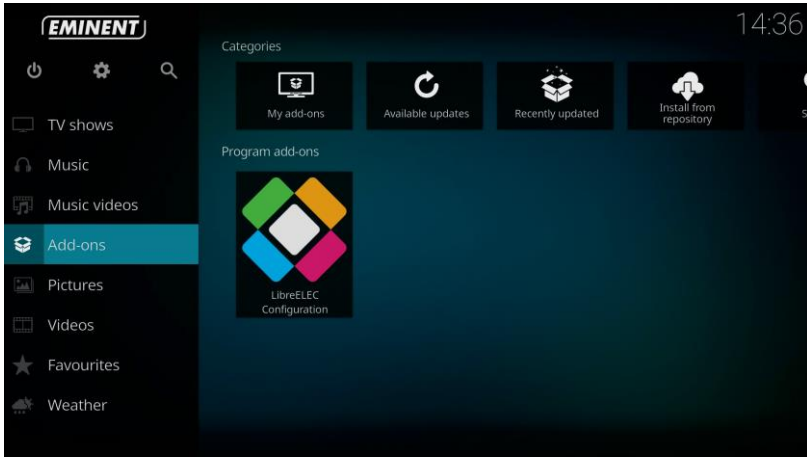 EMINENT
14:36
Categories
My add-ons
Available updates
Recently updated
Install from
repository
TV shows
Music
Music videos
Add-ons
Pictures
Videos
Favourites
Weather
Program add-ons
LibreELEC
Configuration